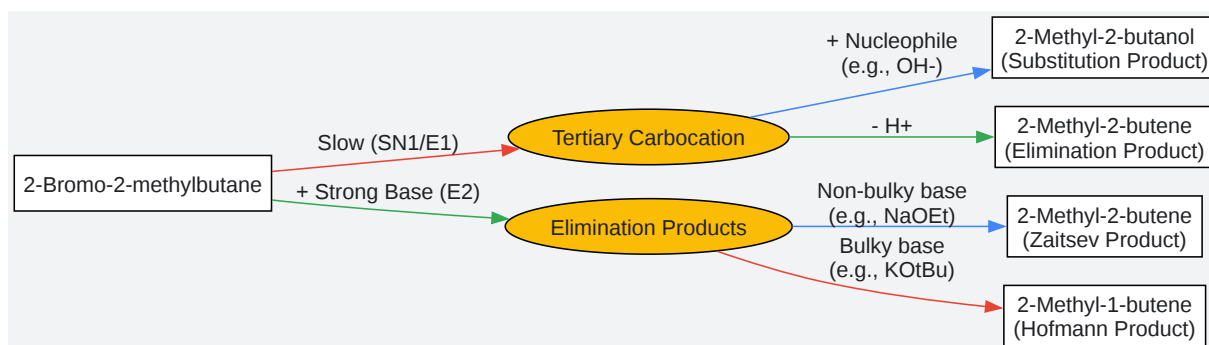 2-Bromo-2-methylbutane
Slow (SN1/E1)
+ Strong Base (E2)
Tertiary Carbocation
Elimination Products
+ Nucleophile
(e.g., OH-)
- H+
Non-bulky base
(e.g., NaOEt)
Bulky base
(e.g., KOtBu)
2-Methyl-2-butanol
(Substitution Product)
2-Methyl-2-butene
(Elimination Product)
2-Methyl-2-butene
(Zaitsev Product)
2-Methyl-1-butene
(Hofmann Product)